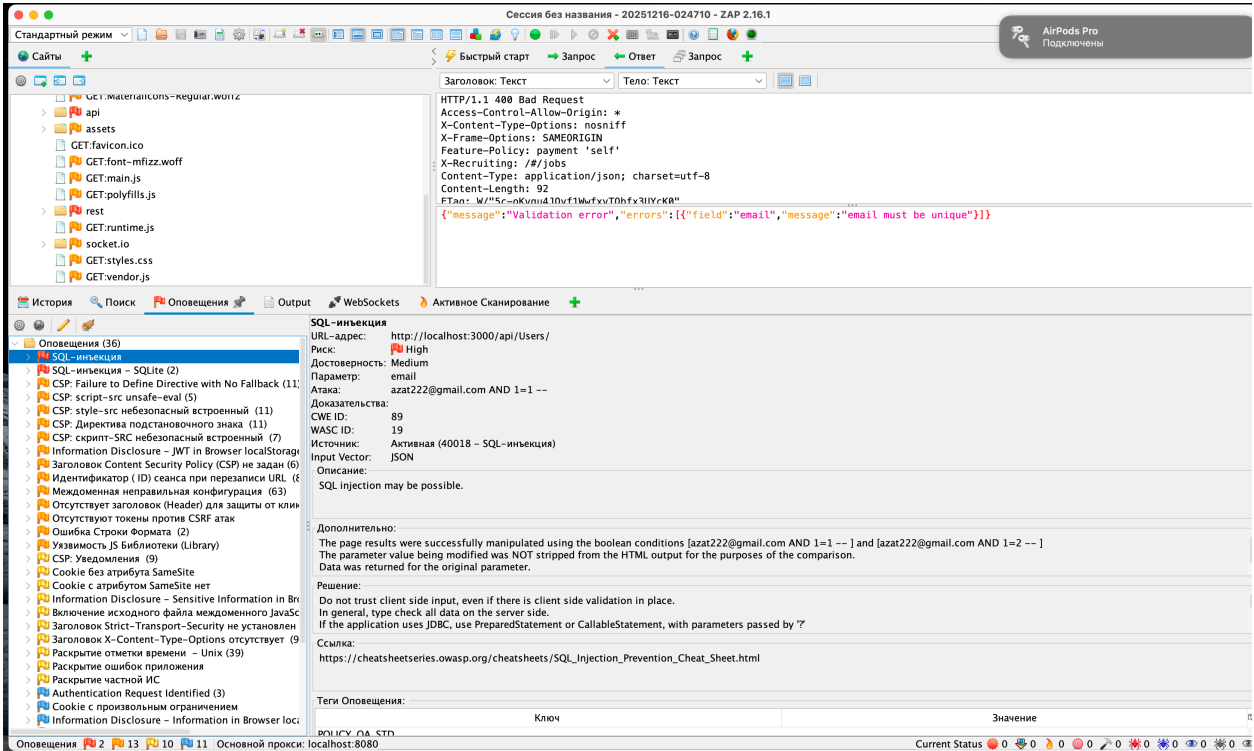 Сессия без названия - 20251216-024710 - ZAP 2.16.1
AirPods Pro
Подключены
Стандартный режим
Сайты
Быстрый старт
Запрос
Ответ
Запрос
Заголовок: Текст
Тело: Текст
GET:MaterialIcons-Regular.woff2
api
assets
GET:favicon.ico
GET:font-mfizz.woff
GET:main.js
GET:polyfills.js
rest
GET:runtime.js
socket.io
GET:styles.css
GET:vendor.js
HTTP/1.1 400 Bad Request
Access-Control-Allow-Origin: *
X-Content-Type-Options: nosniff
X-Frame-Options: SAMEORIGIN
Feature-Policy: payment 'self'
X-Recruiting: /#/jobs
Content-Type: application/json; charset=utf-8
Content-Length: 92
{"message":"Validation error","errors":[{"field":"email","message":"email must be unique"}]}
История
Поиск
Оповещения
Output
WebSockets
Активное Сканирование
Оповещения (36)
SQL-инъекция
SQL-инъекция - SQLite (2)
CSP: Failure to Define Directive with No Fallback (11)
CSP: script-src unsafe-eval (5)
CSP: style-src небезопасный встроенный (11)
CSP: Директива подстановочного знака (11)
CSP: скрипт-SRC небезопасный встроенный (7)
Information Disclosure - JWT in Browser localStorage
Заголовок Content Security Policy (CSP) не задан (6)
Идентификатор ( ID) сеанса при перезаписи URL (8
Междоменная неправильная конфигурация (63)
Отсутствует заголовок (Header) для защиты от клик
Отсутствуют токены против CSRF атак
Ошибка Строки Формата (2)
Уязвимость JS Библиотеки (Library)
CSP: Уведомления (9)
Cookie без атрибута SameSite
Cookie с атрибутом SameSite нет
Information Disclosure - Sensitive Information in Bro
Включение исходного файла междоменного JavaSc
Заголовок Strict-Transport-Security не установлен
Заголовок X-Content-Type-Options отсутствует (9
Раскрытие отметки времени - Unix (39)
Раскрытие ошибок приложения
Раскрытие частной ИС
Authentication Request Identified (3)
Cookie с произвольным ограничением
Information Disclosure - Information in Browser loca
SQL-инъекция
URL-адрес: http://localhost:3000/api/Users/
Риск: High
Достоверность: Medium
Параметр: email
Атака: azat222@gmail.com AND 1=1 --
Доказательства:
CWE ID: 89
WASC ID: 19
Источник: Активная (40018 - SQL-инъекция)
Input Vector: JSON
Описание:
SQL injection may be possible.
Дополнительно:
The page results were successfully manipulated using the boolean conditions [azat222@gmail.com AND 1=1 -- ] and [azat222@gmail.com AND 1=2 -- ]
The parameter value being modified was NOT stripped from the HTML output for the purposes of the comparison.
Data was returned for the original parameter.
Решение:
Do not trust client side input, even if there is client side validation in place.
In general, type check all data on the server side.
If the application uses JDBC, use PreparedStatement or CallableStatement, with parameters passed by '?'
Ссылка:
https://cheatsheetseries.owasp.org/cheatsheets/SQL_Injection_Prevention_Cheat_Sheet.html
Теги Оповещения:
Ключ Значение
POLICY_QA_STD
Оповещения 2 13 10 11 Основной прокси: localhost:8080
Current Status 0 0 0 0 0 0 0 0 0